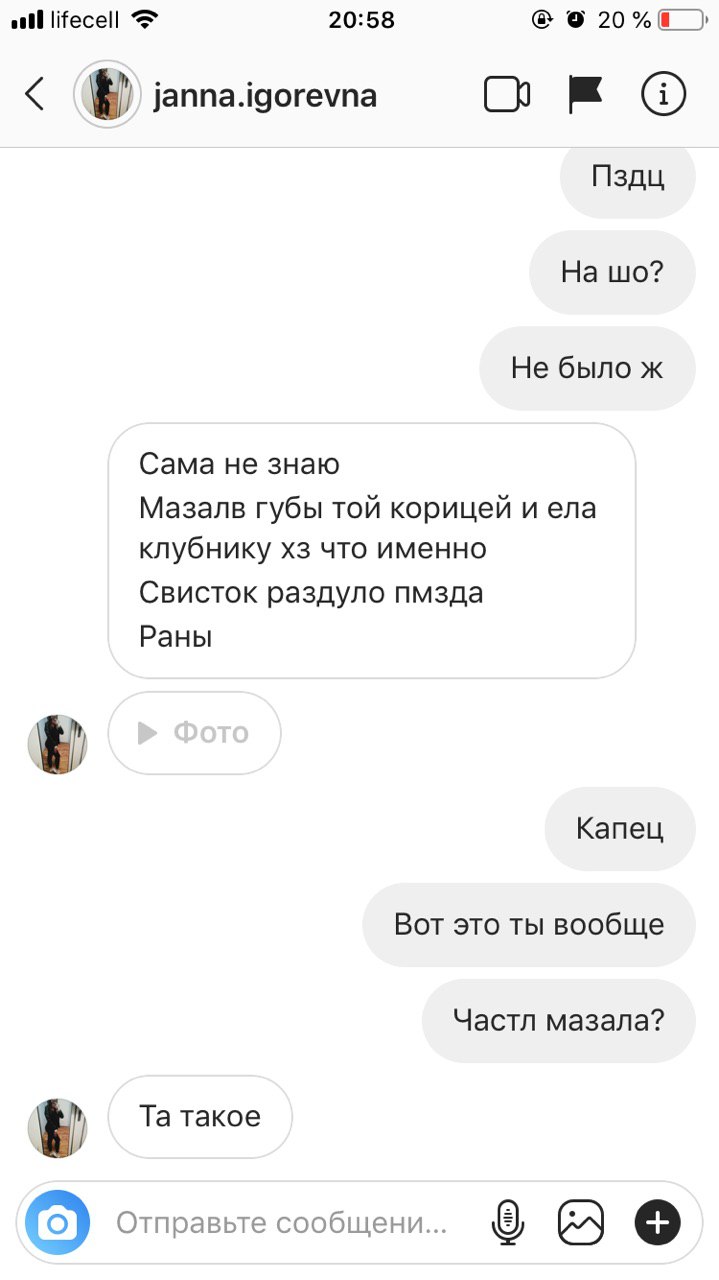 lifecell
20:58
20 %
janna.igorevna
Пздц
На шо?
Не было ж
Сама не знаю
Мазалв губы той корицей и ела
клубнику хз что именно
Свисток раздуло пмзда
Раны
Фото
Капец
Вот это ты вообще
Частл мазала?
Та такое
Отправьте сообщени...